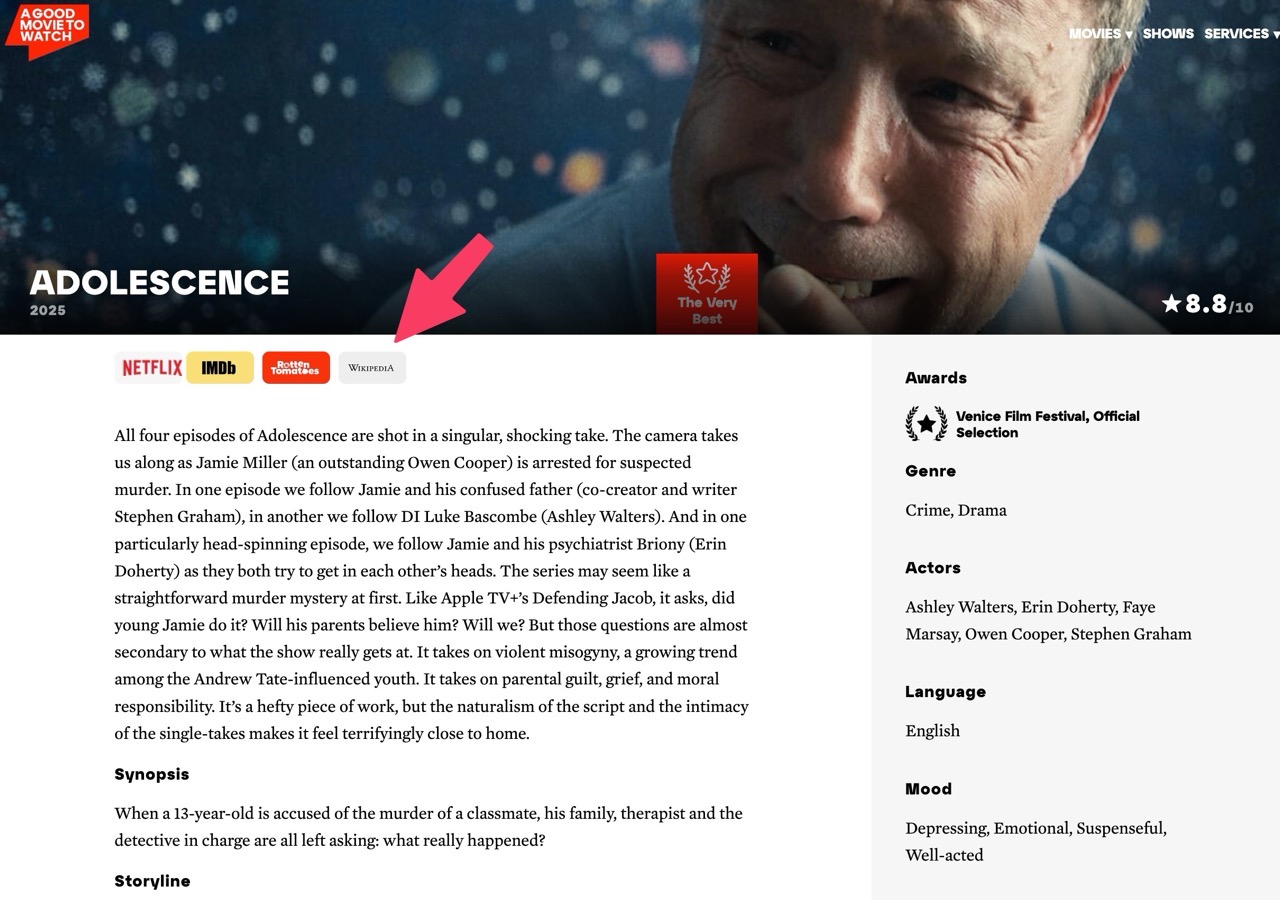 A GOOD
MOVIE TO
WATCH
MOVIES ▾ SHOWS SERVICES ▾
ADOLESCENCE
2025
The Very
Best
★8.8/10
NETFLIX
IMDb
Rotten
Tomatoes
WIKIPEDIA
All four episodes of Adolescence are shot in a singular, shocking take. The camera takes
us along as Jamie Miller (an outstanding Owen Cooper) is arrested for suspected
murder. In one episode we follow Jamie and his confused father (co-creator and writer
Stephen Graham), in another we follow DI Luke Bascombe (Ashley Walters). And in one
particularly head-spinning episode, we follow Jamie and his psychiatrist Briony (Erin
Doherty) as they both try to get in each other’s heads. The series may seem like a
straightforward murder mystery at first. Like Apple TV+’s Defending Jacob, it asks, did
young Jamie do it? Will his parents believe him? Will we? But those questions are almost
secondary to what the show really gets at. It takes on violent misogyny, a growing trend
among the Andrew Tate-influenced youth. It takes on parental guilt, grief, and moral
responsibility. It’s a hefty piece of work, but the naturalism of the script and the intimacy
of the single-takes makes it feel terrifyingly close to home.
Synopsis
When a 13-year-old is accused of the murder of a classmate, his family, therapist and the
detective in charge are all left asking: what really happened?
Storyline
Awards
Venice Film Festival, Official
Selection
Genre
Crime, Drama
Actors
Ashley Walters, Erin Doherty, Faye
Marsay, Owen Cooper, Stephen Graham
Language
English
Mood
Depressing, Emotional, Suspenseful,
Well-acted